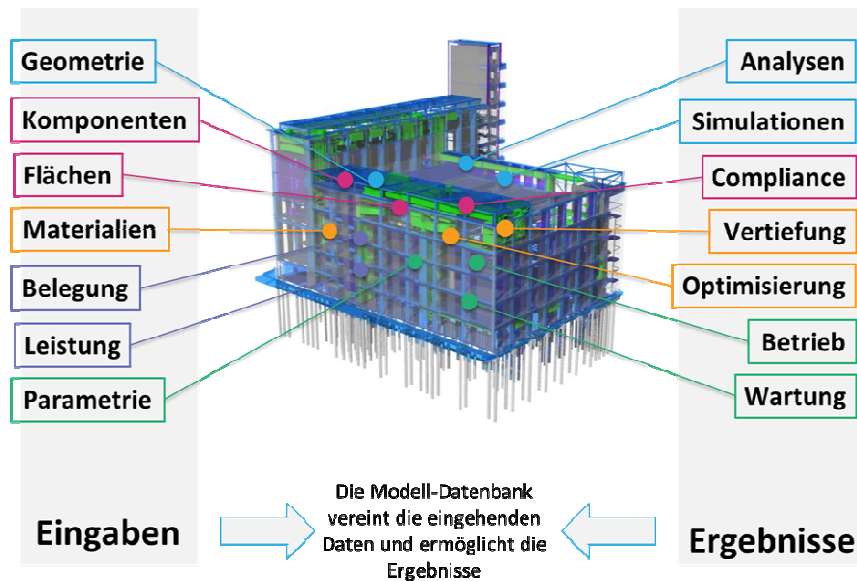 Geometrie
Komponenten
Flächen
Materialien
Belegung
Leistung
Parametrie
Eingaben
Analysen
Simulationen
Compliance
Vertiefung
Optimisierung
Betrieb
Wartung
Ergebnisse
Die Modell-Datenbank
vereint die eingehenden
Daten und ermöglicht die
Ergebnisse